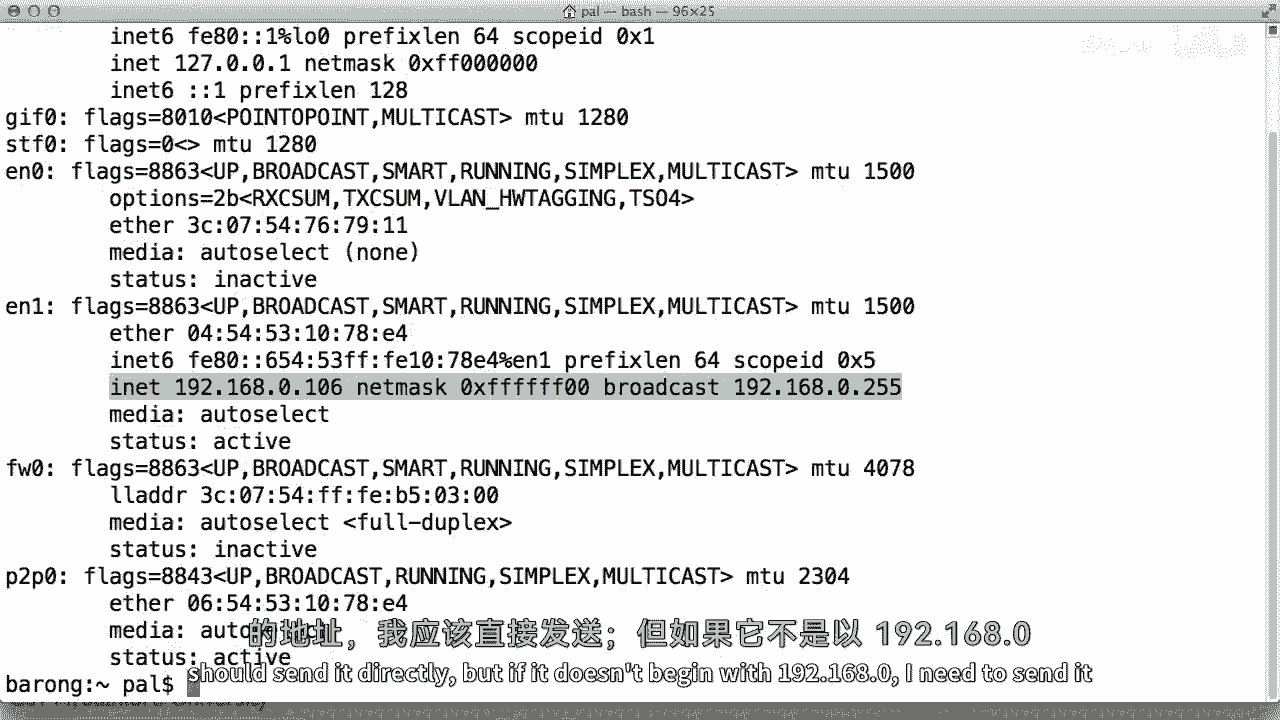 pal — bash — 96×25
inet6 fe80::1%lo0 prefixlen 64 scopeid 0x1
inet 127.0.0.1 netmask 0xff000000
inet6 ::1 prefixlen 128
gif0: flags=8010<POINTOPOINT,MULTICAST> mtu 1280
stf0: flags=0<> mtu 1280
en0: flags=8863<UP,BROADCAST,SMART,RUNNING,SIMPLEX,MULTICAST> mtu 1500
options=2b<RXCSUM,TXCSUM,VLAN_HWTAGGING,TSO4>
ether 3c:07:54:76:79:11
media: autoselect (none)
status: inactive
en1: flags=8863<UP,BROADCAST,SMART,RUNNING,SIMPLEX,MULTICAST> mtu 1500
ether 04:54:53:10:78:e4
inet6 fe80::654:53ff:fe10:78e4%en1 prefixlen 64 scopeid 0x5
inet 192.168.0.106 netmask 0xffffff00 broadcast 192.168.0.255
media: autoselect
status: active
fw0: flags=8863<UP,BROADCAST,SMART,RUNNING,SIMPLEX,MULTICAST> mtu 4078
lladdr 3c:07:54:ff:fe:b5:03:00
media: autoselect <full-duplex>
status: inactive
p2p0: flags=8843<UP,BROADCAST,RUNNING,SIMPLEX,MULTICAST> mtu 2304
ether 06:54:53:10:78:e4
media:
的地址，我应该直接发送；但如果它不是以 192.168.0
status: active
should send it directly, but if it doesn't begin with 192.168.0, I need to send it
barong:~ pal$